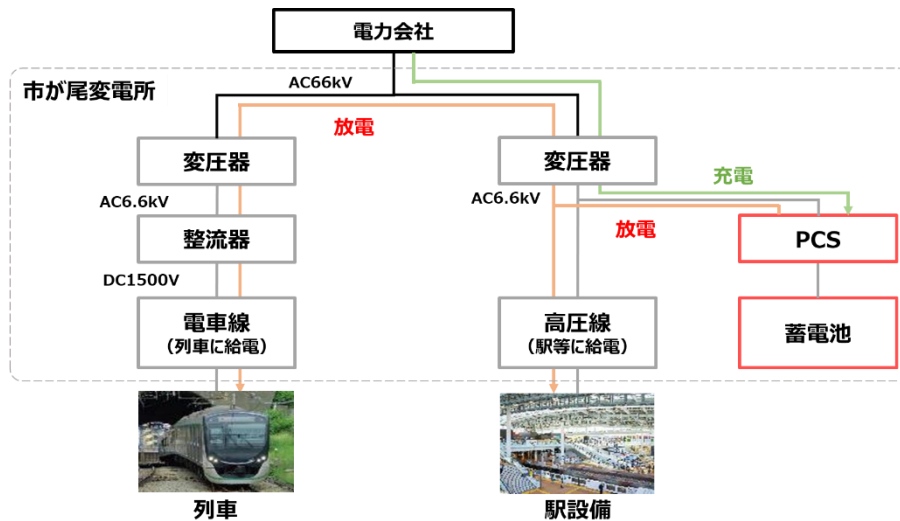 電力会社
市が尾変電所
AC66kV
放電
変圧器
変圧器
充電
AC6.6kV
AC6.6kV
整流器
放電
PCS
DC1500V
電車線
（列車に給電）
高圧線
（駅等に給電）
蓄電池
列車
駅設備